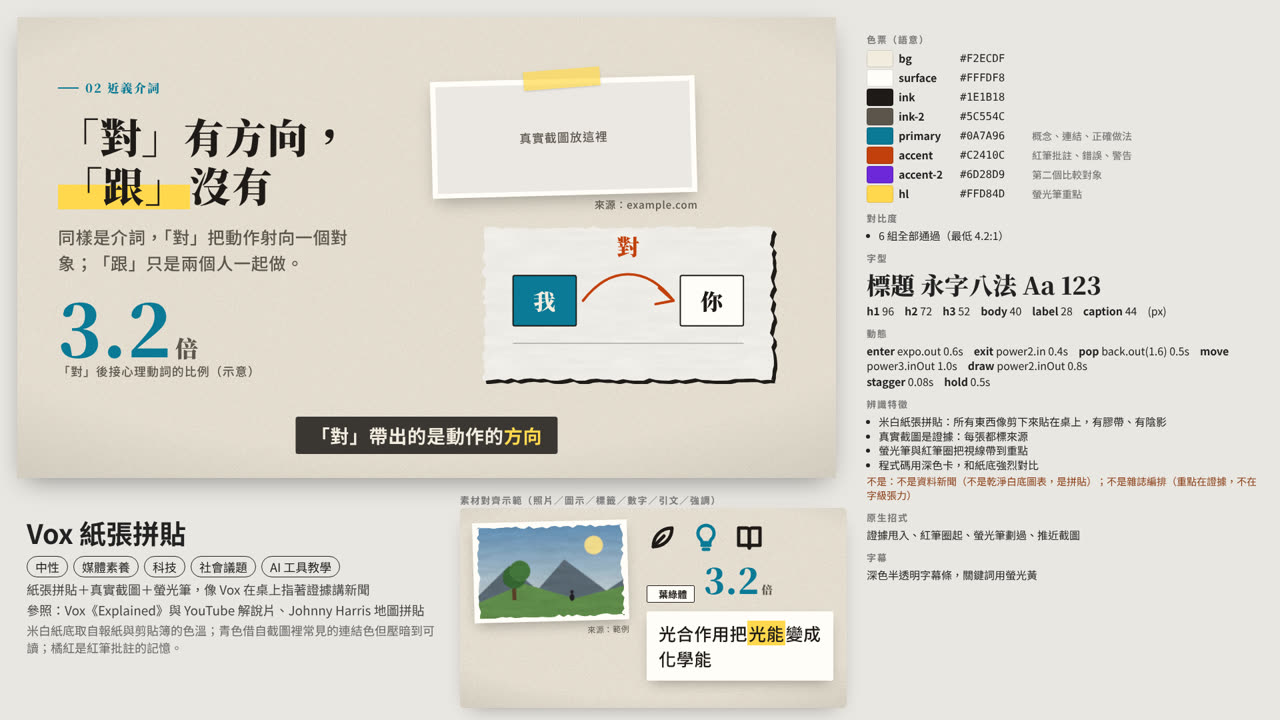 02 近義介詞
「對」有方向，
「跟」沒有
同樣是介詞，「對」把動作射向一個對
象；「跟」只是兩個人一起做。
3.2倍
「對」後接心理動詞的比例（示意）
真實截圖放這裡
來源：example.com
對
我
你
「對」帶出的是動作的方向
Vox 紙張拼貼
中性 媒體素養 科技 社會議題 AI 工具教學
紙張拼貼＋真實截圖＋螢光筆，像 Vox 在桌上指著證據講新聞
參照：Vox《Explained》與 YouTube 解說片、Johnny Harris 地圖拼貼
米白紙底取自報紙與剪貼簿的色溫；青色借自截圖裡常見的連結色但壓暗到可
讀；橘紅是紅筆批註的記憶。
素材對齊示範（照片／圖示／標籤／數字／引文／強調）
來源：範例
葉綠體
3.2倍
光合作用把光能變成
化學能
色票（語意）
bg #F2ECDF
surface #FFFDF8
ink #1E1B18
ink-2 #5C554C
primary #0A7A96 概念、連結、正確做法
accent #C2410C 紅筆批註、錯誤、警告
accent-2 #6D28D9 第二個比較對象
hl #FFD84D 螢光筆重點
對比度
• 6 組全部通過（最低 4.2:1）
字型
標題 永字八法 Aa 123
h1 96 h2 72 h3 52 body 40 label 28 caption 44 (px)
動態
enter expo.out 0.6s exit power2.in 0.4s pop back.out(1.6) 0.5s move
power3.inOut 1.0s draw power2.inOut 0.8s
stagger 0.08s hold 0.5s
辨識特徵
• 米白紙張拼貼：所有東西像剪下來貼在桌上，有膠帶、有陰影
• 真實截圖是證據：每張都標來源
• 螢光筆與紅筆圈把視線帶到重點
• 程式碼用深色卡，和紙底強烈對比
不是：不是資料新聞（不是乾淨白底圖表，是拼貼）；不是雜誌編排（重點在證據，不在
字級張力）
原生招式
證據甩入、紅筆圈起、螢光筆劃過、推近截圖
字幕
深色半透明字幕條，關鍵詞用螢光黃